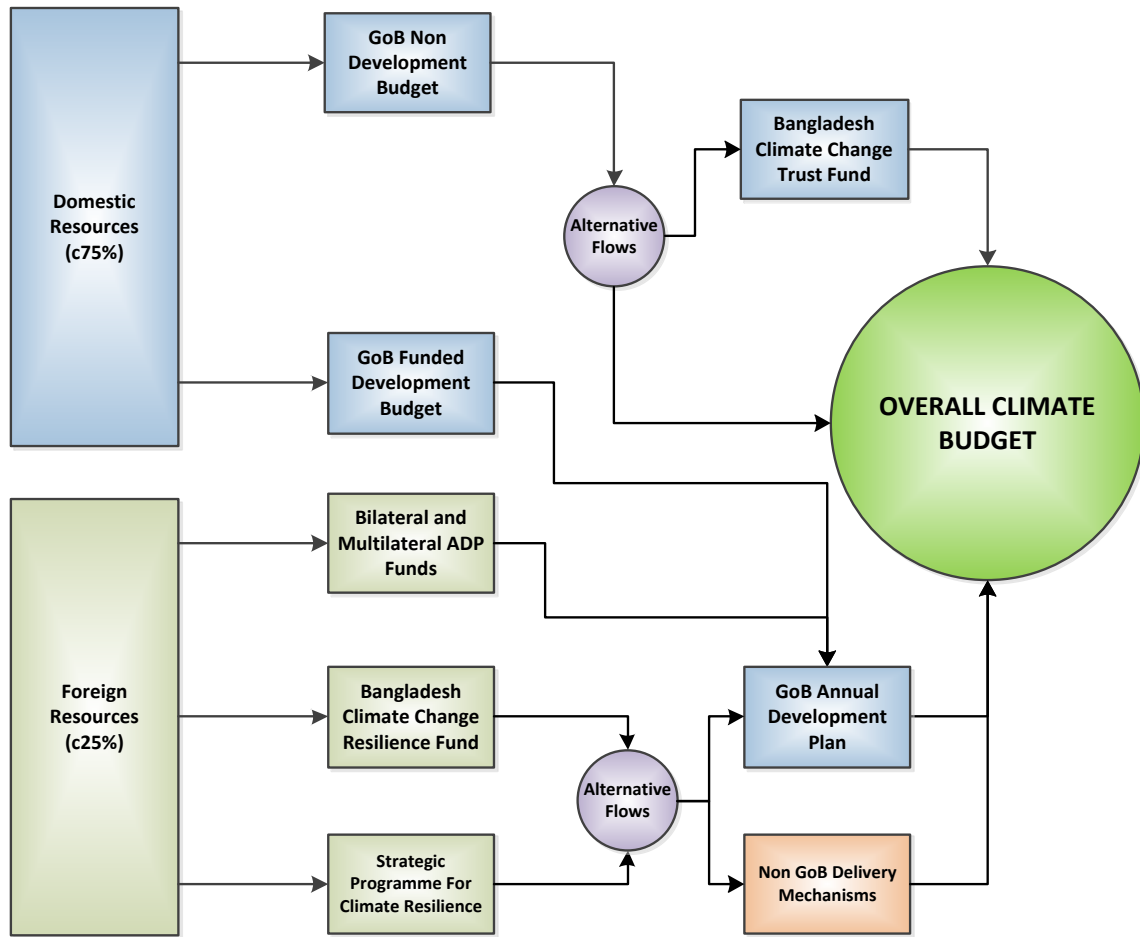 GoB Non
Development
Budget
Bangladesh
Climate Change
Trust Fund
Domestic
Resources
(c75%)
Alternative
Flows
GoB Funded
Development
Budget
OVERALL CLIMATE
BUDGET
Bilateral and
Multilateral ADP
Funds
Foreign
Resources
(c25%)
Bangladesh
Climate Change
Resilience Fund
GoB Annual
Development
Plan
Alternative
Flows
Strategic
Programme For
Climate Resilience
Non GoB Delivery
Mechanisms